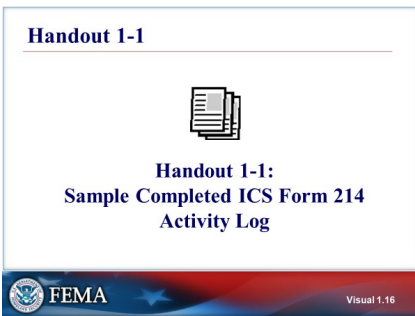 Handout 1-1
Handout 1-1:
Sample Completed ICS Form 214
Activity Log
FEMA
Visual 1.16